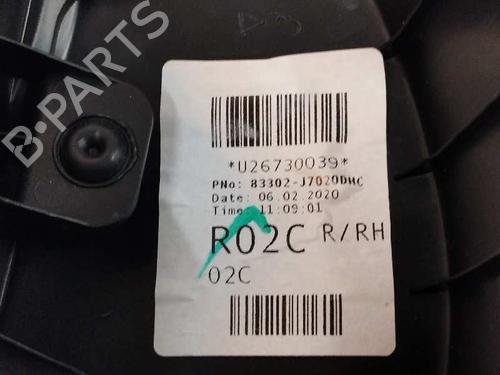 B-PARTS
*U26730039*
PNo: 83302-J7020DHC
Date: 06.02.2020
Time: 11:09:01
R02C R/RH
02C